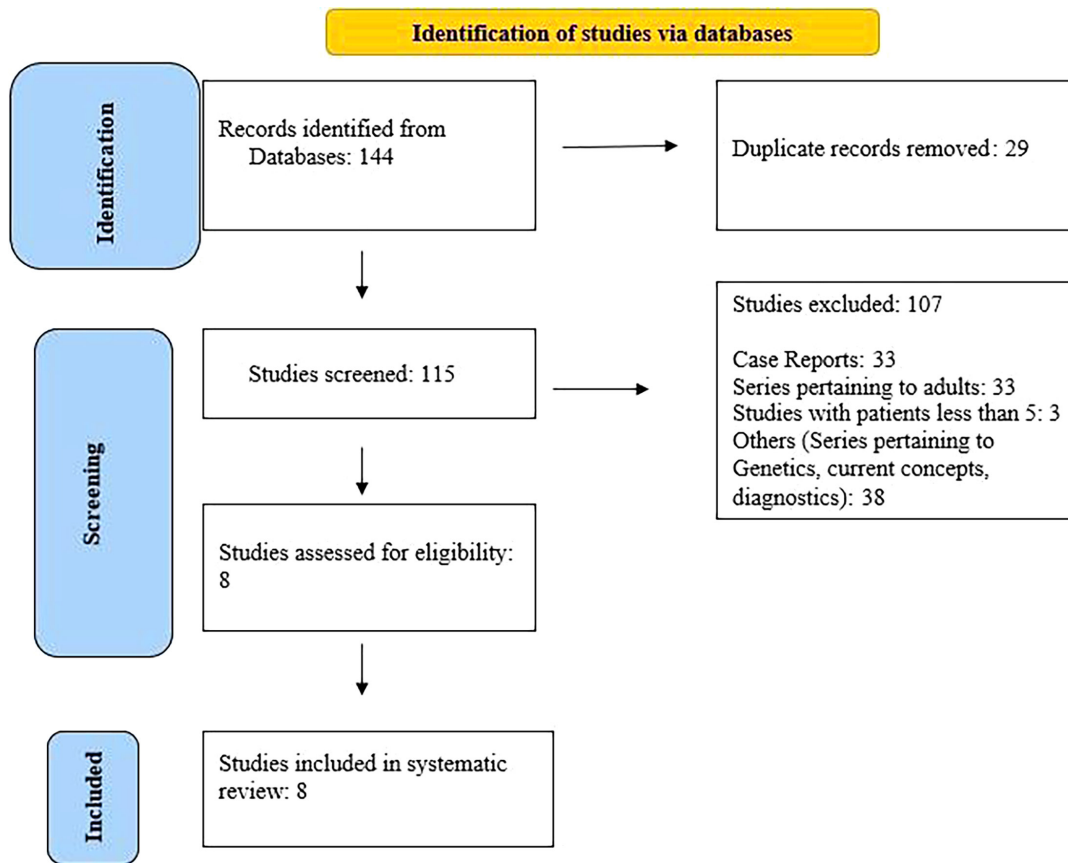 Identification of studies via databases
Identification
Records identified from
Databases: 144
Duplicate records removed: 29
Screening
Studies screened: 115
Studies excluded: 107
Case Reports: 33
Series pertaining to adults: 33
Studies with patients less than 5: 3
Others (Series pertaining to
Genetics, current concepts,
diagnostics): 38
Studies assessed for eligibility:
8
Included
Studies included in systematic
review: 8